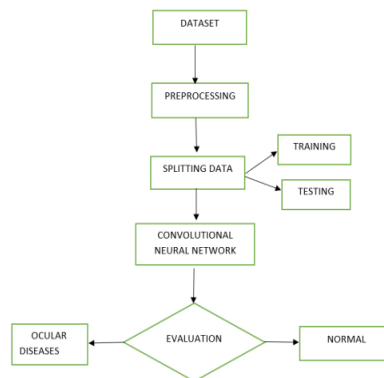 DATASET
PREPROCESSING
TRAINING
SPLITTING DATA
TESTING
CONVOLUTIONAL
NEURAL NETWORK
OCULAR
DISEASES
EVALUATION
NORMAL